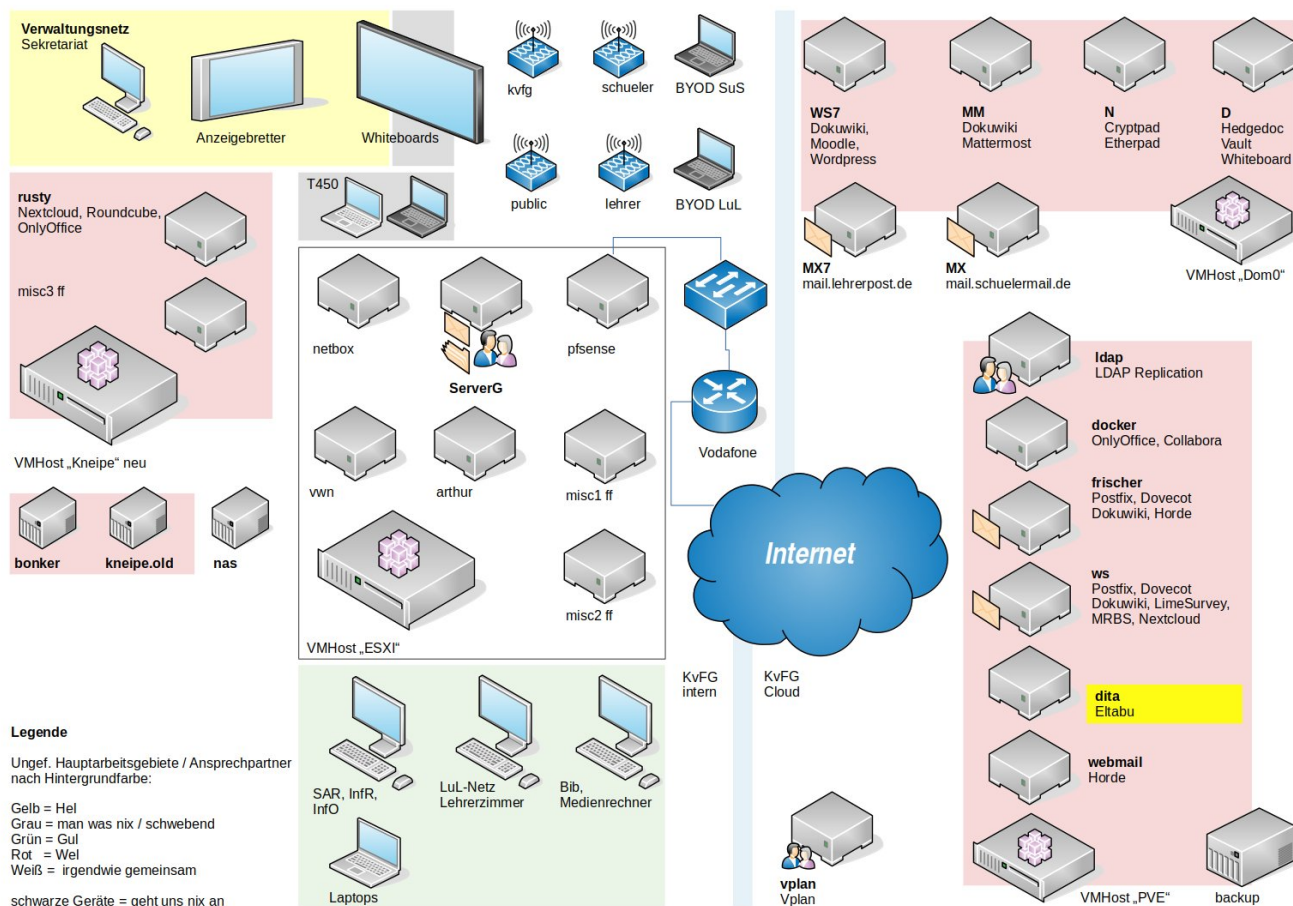 Verwaltungsnetz
Sekretariat
Anzeigebretter
Whiteboards
kvfg
schueler
BYOD SuS
public
lehrer
BYOD LuL
WS7
Dokuwiki,
Moodle,
Wordpress
MM
Dokuwiki
Mattermost
N
Cryptpad
Etherpad
D
Hedgedoc
Vault
Whiteboard
MX7
mail.lehrerpost.de
MX
mail.schuelermail.de
VMHost „Dom0“
rusty
Nextcloud, Roundcube,
OnlyOffice
misc3 ff
VMHost „Kneipe“ neu
bonker
kneipe.old
nas
T450
netbox
ServerG
pfsense
vwn
arthur
misc1 ff
misc2 ff
VMHost „ESXI“
Vodafone
Internet
KvFG
intern
KvFG
Cloud
ldap
LDAP Replication
docker
OnlyOffice, Collabora
frischer
Postfix, Dovecot
Dokuwiki, Horde
ws
Postfix, Dovecot
Dokuwiki, LimeSurvey,
MRBS, Nextcloud
dita
Eltabu
webmail
Horde
VMHost „PVE“
backup
vplan
Vplan
SAR, InfR,
InfO
LuL-Netz
Lehrerzimmer
Bib,
Medienrechner
Laptops
Legende
Ungef. Hauptarbeitsgebiete / Ansprechpartner
nach Hintergrundfarbe:
Gelb = Hel
Grau = man was nix / schwebend
Grün = Gul
Rot = Wel
Weiß = irgendwie gemeinsam
schwarze Geräte = geht uns nix an